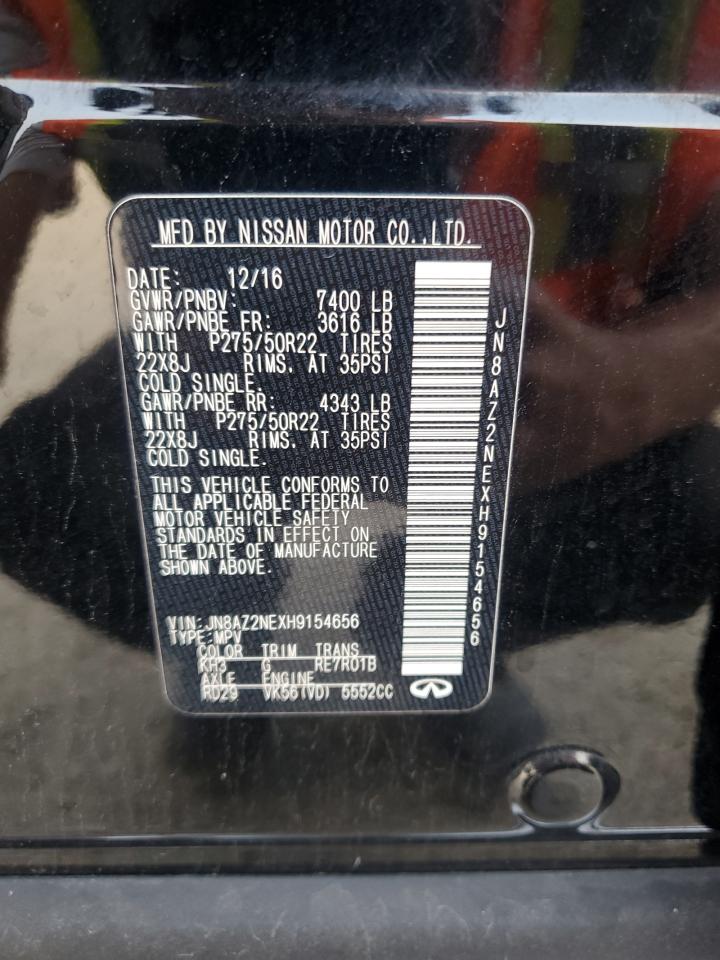 MFD BY NISSAN MOTOR CO.,LTD.
DATE: 12/16
GVWR/PNBV: 7400 LB
GAWR/PNBE FR: 3616 LB
WITH P275/50R22 TIRES
22X8J RIMS. AT 35PSI
COLD SINGLE.
GAWR/PNBE RR: 4343 LB
WITH P275/50R22 TIRES
22X8J RIMS. AT 35PSI
COLD SINGLE.
THIS VEHICLE CONFORMS TO
ALL APPLICABLE FEDERAL
MOTOR VEHICLE SAFETY
STANDARDS IN EFFECT ON
THE DATE OF MANUFACTURE
SHOWN ABOVE.
VIN:JN8AZ2NEXH9154656
TYPE:MPV
COLOR TRIM TRANS
KH3 G RE7R01B
AXLE ENGINE
RD29 VK56(VD) 5552CC
JN8AZ2NEXH9154656